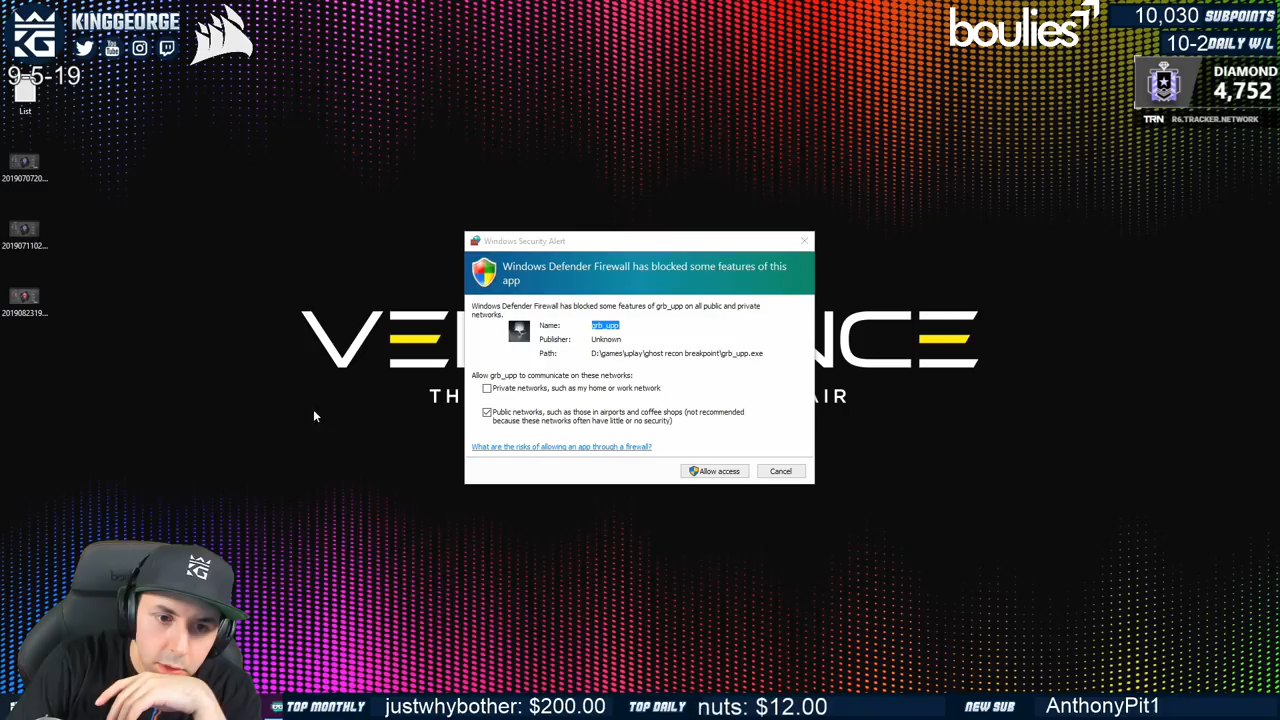 KINGGEORGE
9-5-19
List
2019070720...
2019071102...
2019082319...
boulies
10,030 SUBPOINTS
10-2 DAILY W/L
DIAMOND
4,752
TRN R6.TRACKER.NETWORK
Windows Security Alert
Windows Defender Firewall has blocked some features of this
app
Windows Defender Firewall has blocked some features of grb_upp on all public and private
networks.
Name: grb_upp
Publisher: Unknown
Path: D:\games\uplay\ghost recon breakpoint\grb_upp.exe
Allow grb_upp to communicate on these networks:
Private networks, such as my home or work network
Public networks, such as those in airports and coffee shops (not recommended
because these networks often have little or no security)
What are the risks of allowing an app through a firewall?
Allow access Cancel
KG
TOP MONTHLY justwhybother: $200.00 TOP DAILY nuts: $12.00 NEW SUB AnthonyPit1